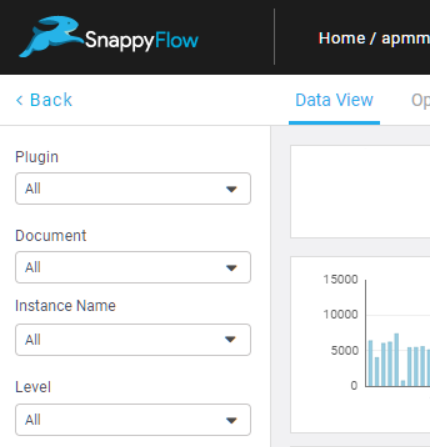 SnappyFlow
Home / apmm
< Back
Data View
Plugin
All
Document
All
Instance Name
All
Level
All
15000
10000
5000
0